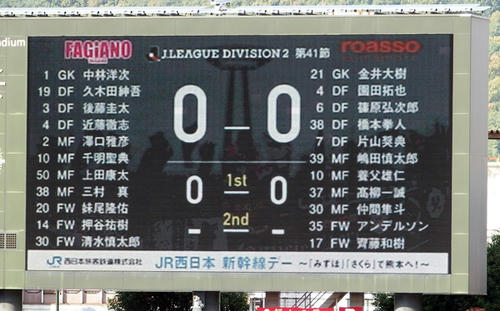 adium
FAGIANO
J.LEAGUE DIVISION 2 第41節
roasso
1 GK 中林洋次
19 DF 久木田紳吾
3 DF 後藤圭太
4 DF 近藤徹志
2 MF 澤口雅彦
10 MF 千明聖典
50 MF 上田康太
38 MF 三村 真
20 FW 妹尾隆佑
14 FW 押谷祐樹
30 FW 清水慎太郎
0 – 0
0 1st 0
– 2nd –
21 GK 金井大樹
4 DF 園田拓也
6 DF 篠原弘次郎
38 DF 橋本拳人
7 DF 片山奨典
39 MF 嶋田慎太郎
10 MF 養父雄仁
37 MF 髙柳一誠
30 MF 仲間隼斗
35 FW アンデルソン
17 FW 齊藤和樹
JR 西日本旅客鉄道株式会社 JR西日本 新幹線デー ～「みずほ」「さくら」で熊本へ！～